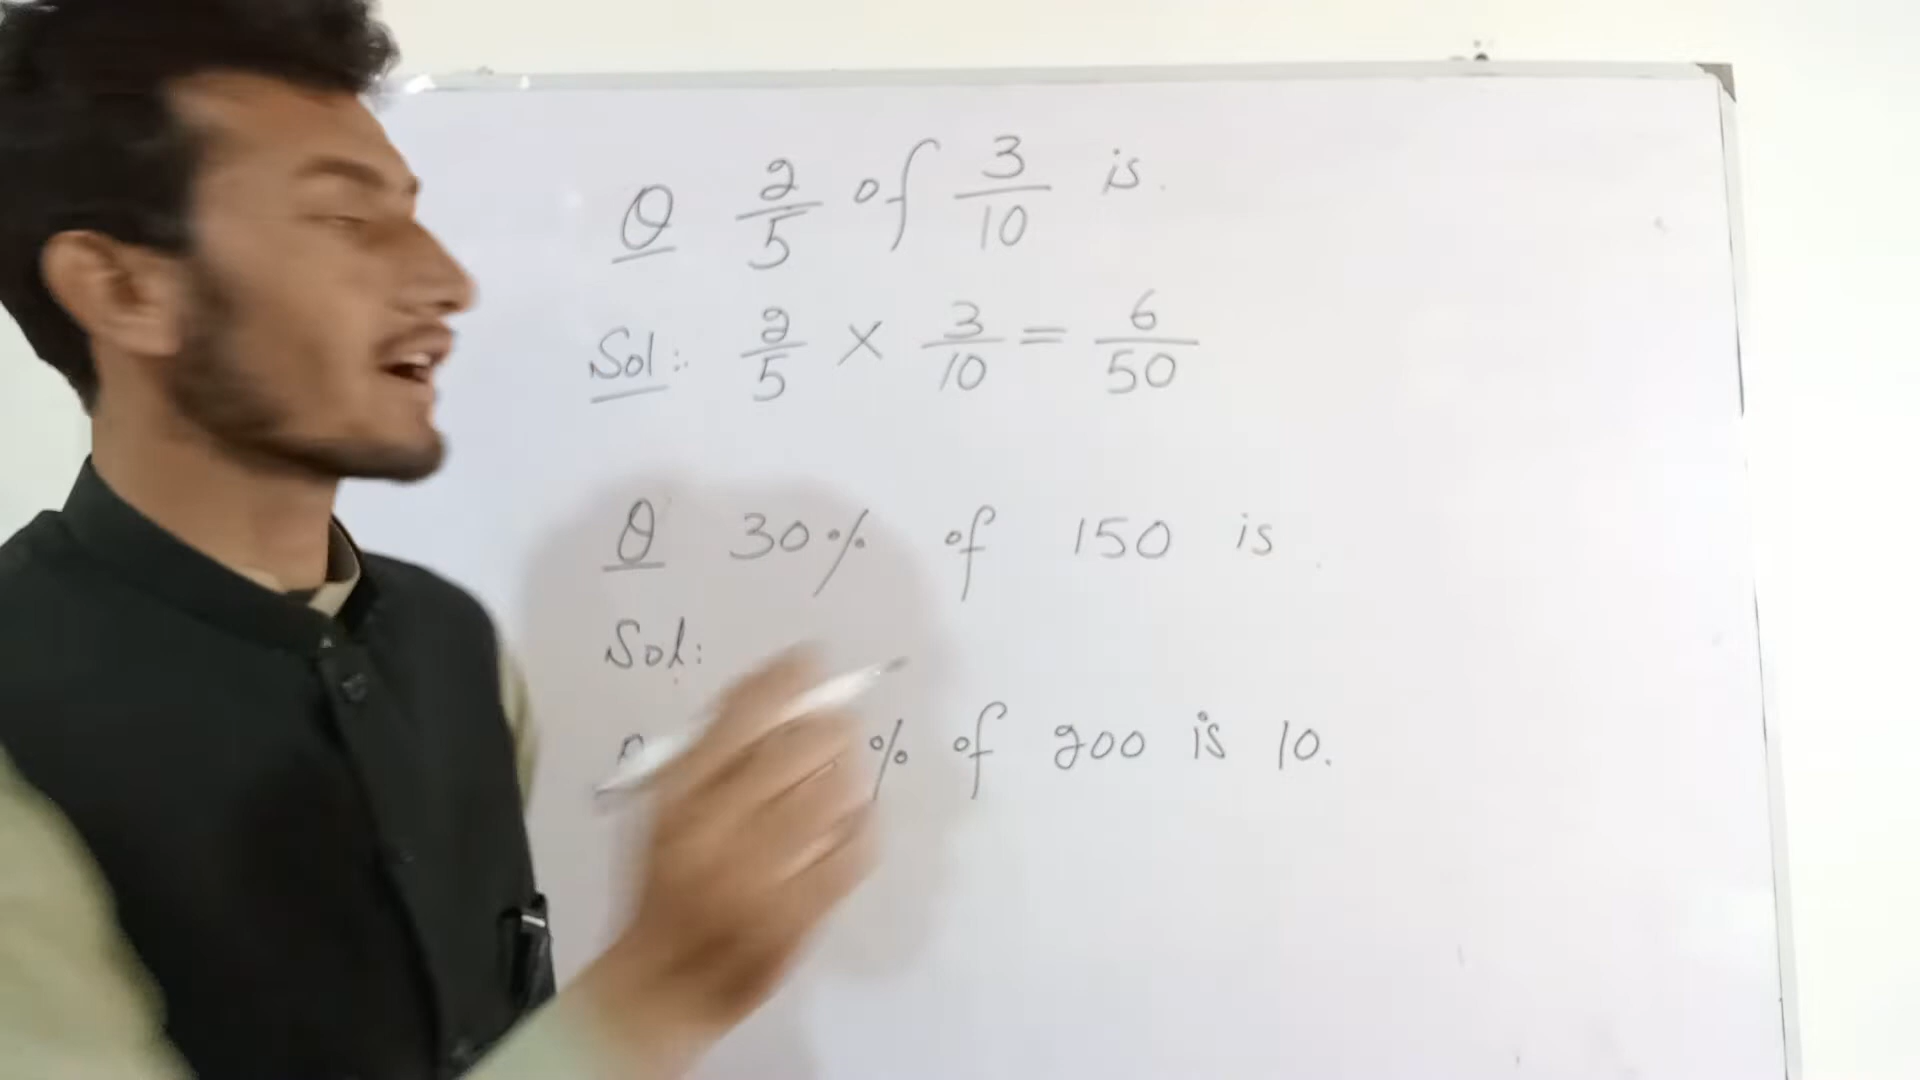 Q 2/5 of 3/10 is.
Sol: 2/5 × 3/10 = 6/50
Q 30% of 150 is
Sol:
% of 200 is 10.